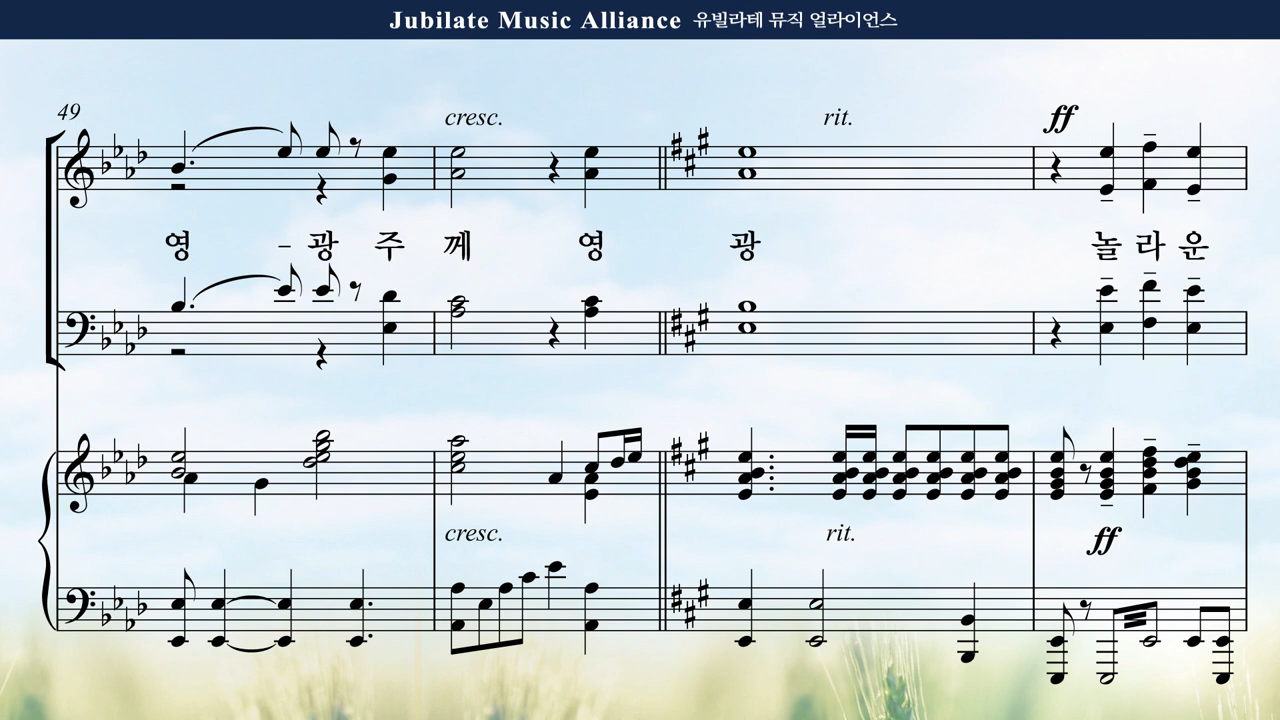 Jubilate Music Alliance 유빌라테 뮤직 얼라이언스
49
cresc.
rit.
ff
영 - 광 주 께 영 광 놀 라 운
cresc.
rit.
ff